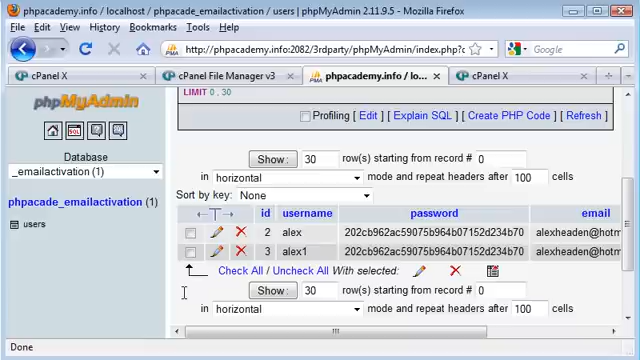 phpacademy.info / localhost / phpacade_emailactivation / users | phpMyAdmin 2.11.9.5 - Mozilla Firefox
File Edit View History Bookmarks Tools Help
http://phpacademy.info:2082/3rdparty/phpMyAdmin/index.php?c
Google
cPanel X
cPanel File Manager v3
phpacademy.info / lo...
cPanel X
phpMyAdmin
LIMIT 0 , 30
Profiling [ Edit ] [ Explain SQL ] [ Create PHP Code ] [ Refresh ]
SQL
Database
_emailactivation (1)
phpacade_emailactivation (1)
users
Show : 30 row(s) starting from record # 0
in horizontal mode and repeat headers after 100 cells
Sort by key: None
←T→ id username password email
2 alex 202cb962ac59075b964b07152d234b70 alexheaden@hotm
3 alex1 202cb962ac59075b964b07152d234b70 alexheaden@hotm
Check All / Uncheck All With selected:
Show : 30 row(s) starting from record # 0
in horizontal mode and repeat headers after 100 cells
Done